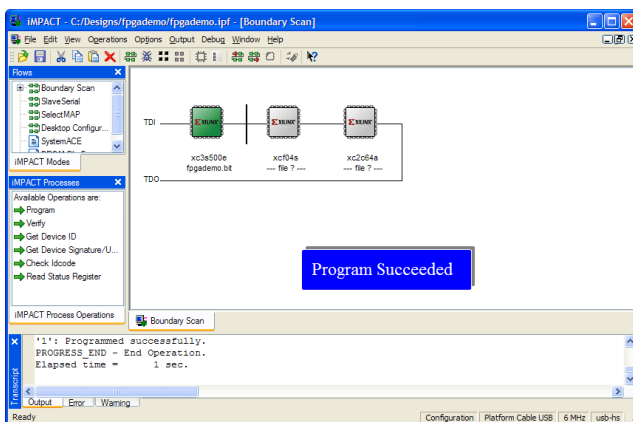 iMPACT - C:/Designs/fpgademo/fpgademo.ipf - [Boundary Scan]
File Edit View Operations Options Output Debug Window Help
Flows
Boundary Scan
SlaveSerial
SelectMAP
Desktop Configur...
SystemACE
iMPACT Modes
iMPACT Processes
Available Operations are:
Program
Verify
Get Device ID
Get Device Signature/U...
Check Idcode
Read Status Register
iMPACT Process Operations
TDI
XILINX XILINX XILINX
xc3s500e xcf04s xc2c64a
fpgademo.bit --- file ? --- --- file ? ---
TDO
Program Succeeded
Boundary Scan
Transcript
'1': Programmed successfully.
PROGRESS_END - End Operation.
Elapsed time = 1 sec.
Output Error Warning
Ready Configuration Platform Cable USB 6 MHz usb-hs